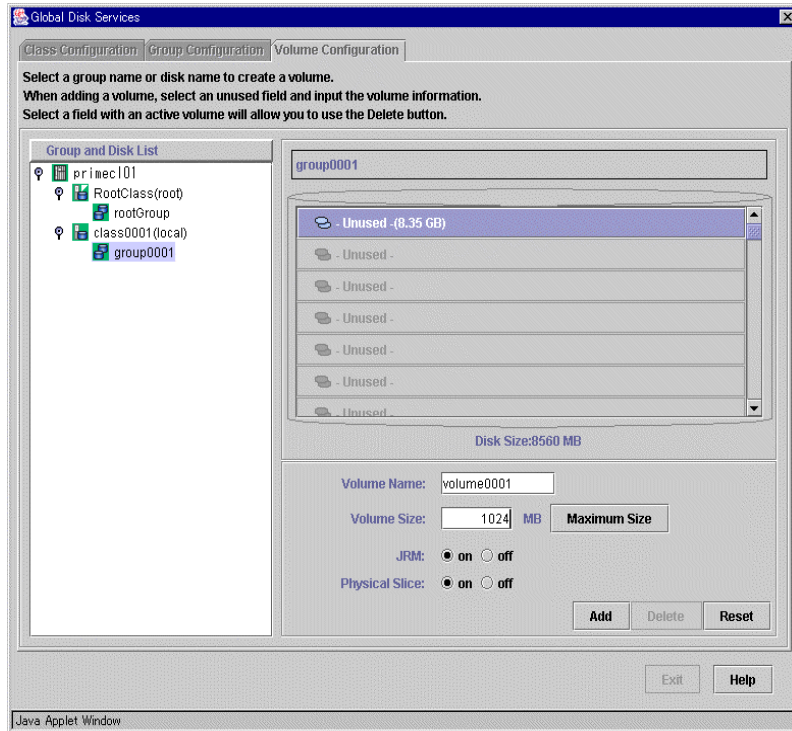 Global Disk Services
Class Configuration Group Configuration Volume Configuration
Select a group name or disk name to create a volume.
When adding a volume, select an unused field and input the volume information.
Select a field with an active volume will allow you to use the Delete button.
Group and Disk List
primecl01
RootClass(root)
rootGroup
class0001(local)
group0001
group0001
- Unused -(8.35 GB)
- Unused -
- Unused -
- Unused -
- Unused -
- Unused -
- Unused -
Disk Size:8560 MB
Volume Name: volume0001
Volume Size: 1024 MB Maximum Size
JRM: on off
Physical Slice: on off
Add Delete Reset
Exit Help
Java Applet Window